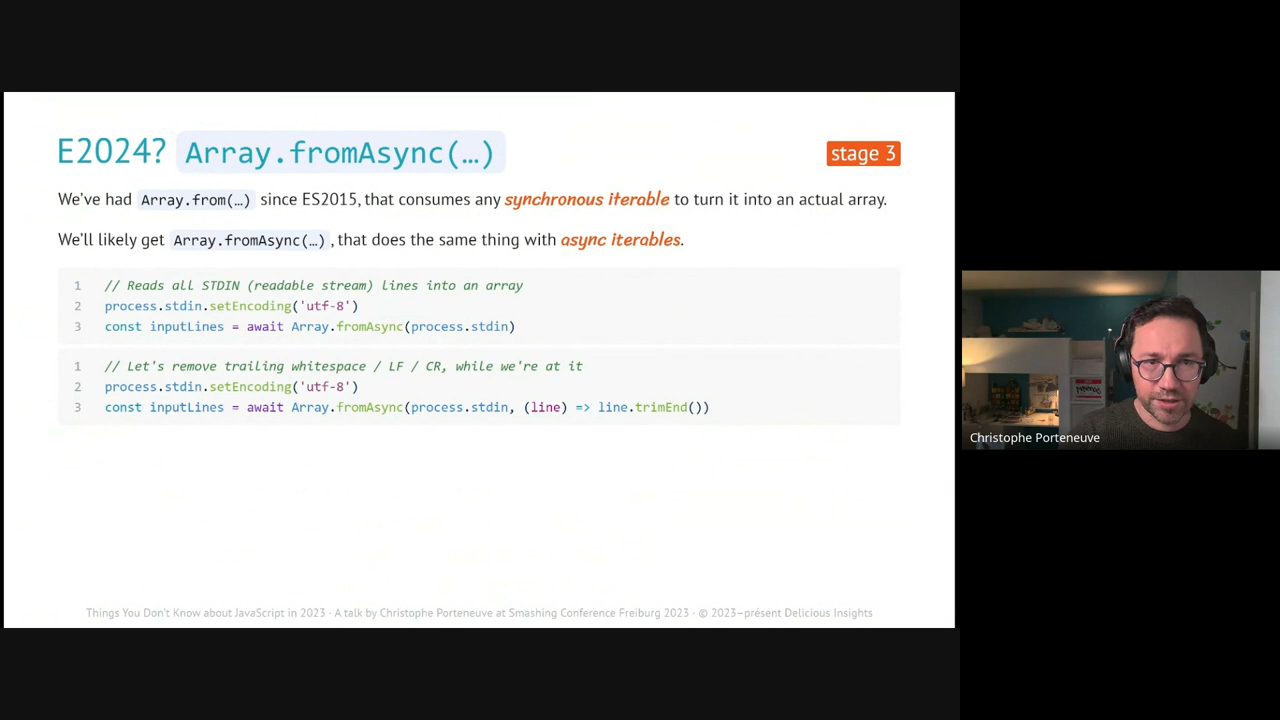 E2024? Array.fromAsync(…)
stage 3
We’ve had Array.from(…) since ES2015, that consumes any synchronous iterable to turn it into an actual array.
We’ll likely get Array.fromAsync(…), that does the same thing with async iterables.
1 // Reads all STDIN (readable stream) lines into an array
2 process.stdin.setEncoding('utf-8')
3 const inputLines = await Array.fromAsync(process.stdin)
1 // Let's remove trailing whitespace / LF / CR, while we're at it
2 process.stdin.setEncoding('utf-8')
3 const inputLines = await Array.fromAsync(process.stdin, (line) => line.trimEnd())
Things You Don’t Know about JavaScript in 2023 · A talk by Christophe Porteneuve at Smashing Conference Freiburg 2023 · © 2023–présent Delicious Insights
Christophe Porteneuve